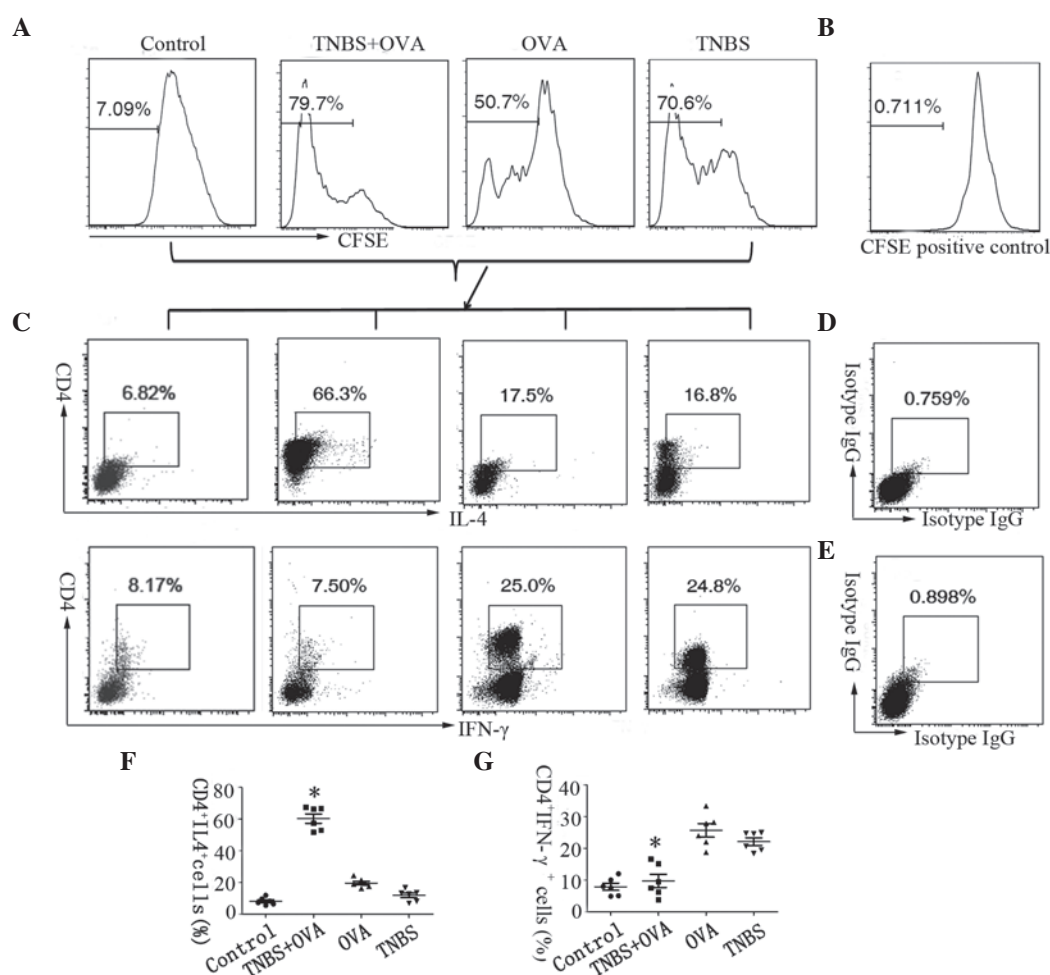 A
B
Control
TNBS+OVA
OVA
TNBS
7.09%
79.7%
50.7%
70.6%
0.711%
CFSE
CFSE positive control
C
D
CD4
6.82%
66.3%
17.5%
16.8%
Isotype IgG
0.759%
IL-4
Isotype IgG
E
CD4
8.17%
7.50%
25.0%
24.8%
Isotype IgG
0.898%
IFN-γ
Isotype IgG
F
G
CD4⁺IL4⁺cells (%)
80
60
40
20
0
*
Control
TNBS+OVA
OVA
TNBS
CD4⁺IFN-γ⁺ cells (%)
40
30
20
10
0
*
Control
TNBS+OVA
OVA
TNBS